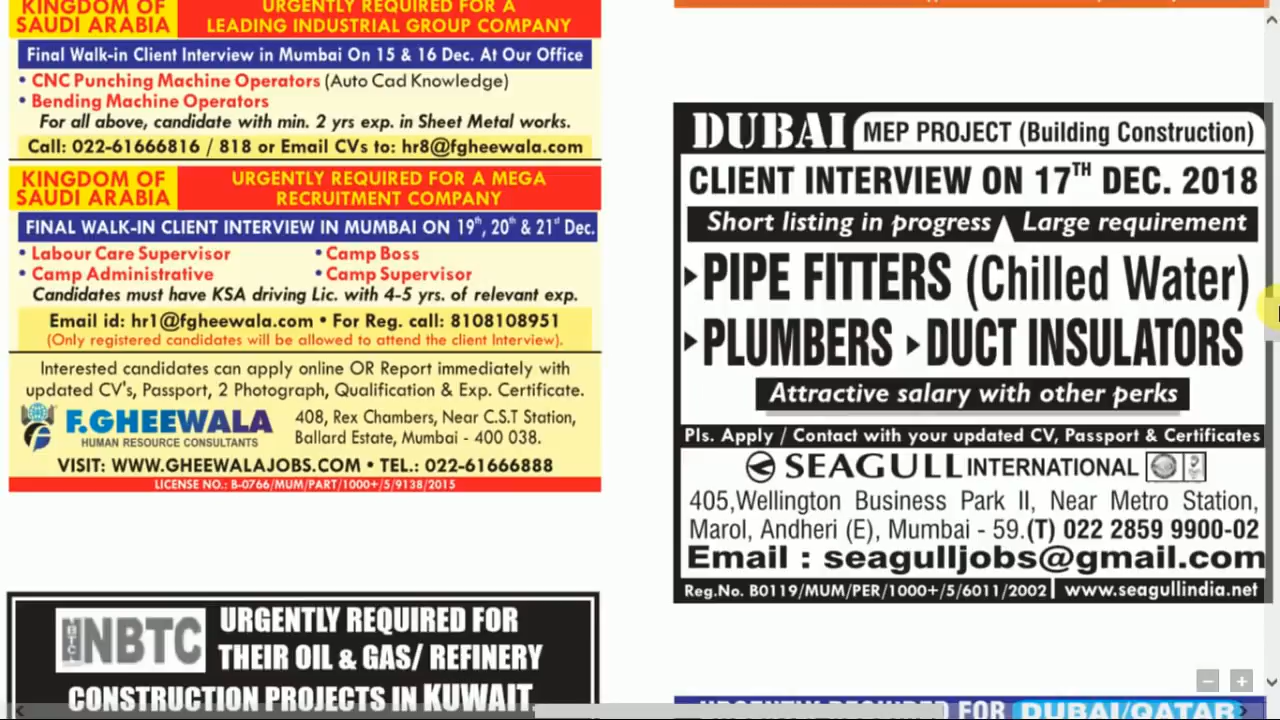 KINGDOM OF
SAUDI ARABIA
URGENTLY REQUIRED FOR A
LEADING INDUSTRIAL GROUP COMPANY
Final Walk-in Client Interview in Mumbai On 15 & 16 Dec. At Our Office
• CNC Punching Machine Operators (Auto Cad Knowledge)
• Bending Machine Operators
For all above, candidate with min. 2 yrs exp. in Sheet Metal works.
Call: 022-61666816 / 818 or Email CVs to: hr8@fgheewala.com
KINGDOM OF
SAUDI ARABIA
URGENTLY REQUIRED FOR A MEGA
RECRUITMENT COMPANY
FINAL WALK-IN CLIENT INTERVIEW IN MUMBAI ON 19th, 20th & 21st Dec.
• Labour Care Supervisor • Camp Boss
• Camp Administrative • Camp Supervisor
Candidates must have KSA driving Lic. with 4-5 yrs. of relevant exp.
Email id: hr1@fgheewala.com • For Reg. call: 8108108951
(Only registered candidates will be allowed to attend the client Interview).
Interested candidates can apply online OR Report immediately with
updated CV's, Passport, 2 Photograph, Qualification & Exp. Certificate.
F.GHEEWALA
HUMAN RESOURCE CONSULTANTS
408, Rex Chambers, Near C.S.T Station,
Ballard Estate, Mumbai - 400 038.
VISIT: WWW.GHEEWALAJOBS.COM • TEL.: 022-61666888
LICENSE NO.: B-0766/MUM/PART/1000+/5/9138/2015
NBTC
URGENTLY REQUIRED FOR
THEIR OIL & GAS/ REFINERY
CONSTRUCTION PROJECTS IN KUWAIT
DUBAI MEP PROJECT (Building Construction)
CLIENT INTERVIEW ON 17TH DEC. 2018
Short listing in progress Large requirement
PIPE FITTERS (Chilled Water)
PLUMBERS DUCT INSULATORS
Attractive salary with other perks
Pls. Apply / Contact with your updated CV, Passport & Certificates
SEAGULL INTERNATIONAL
405,Wellington Business Park II, Near Metro Station,
Marol, Andheri (E), Mumbai - 59.(T) 022 2859 9900-02
Email : seagulljobs@gmail.com
Reg.No. B0119/MUM/PER/1000+/5/6011/2002 www.seagullindia.net
URGENTLY REQUIRED FOR DUBAI/QATAR